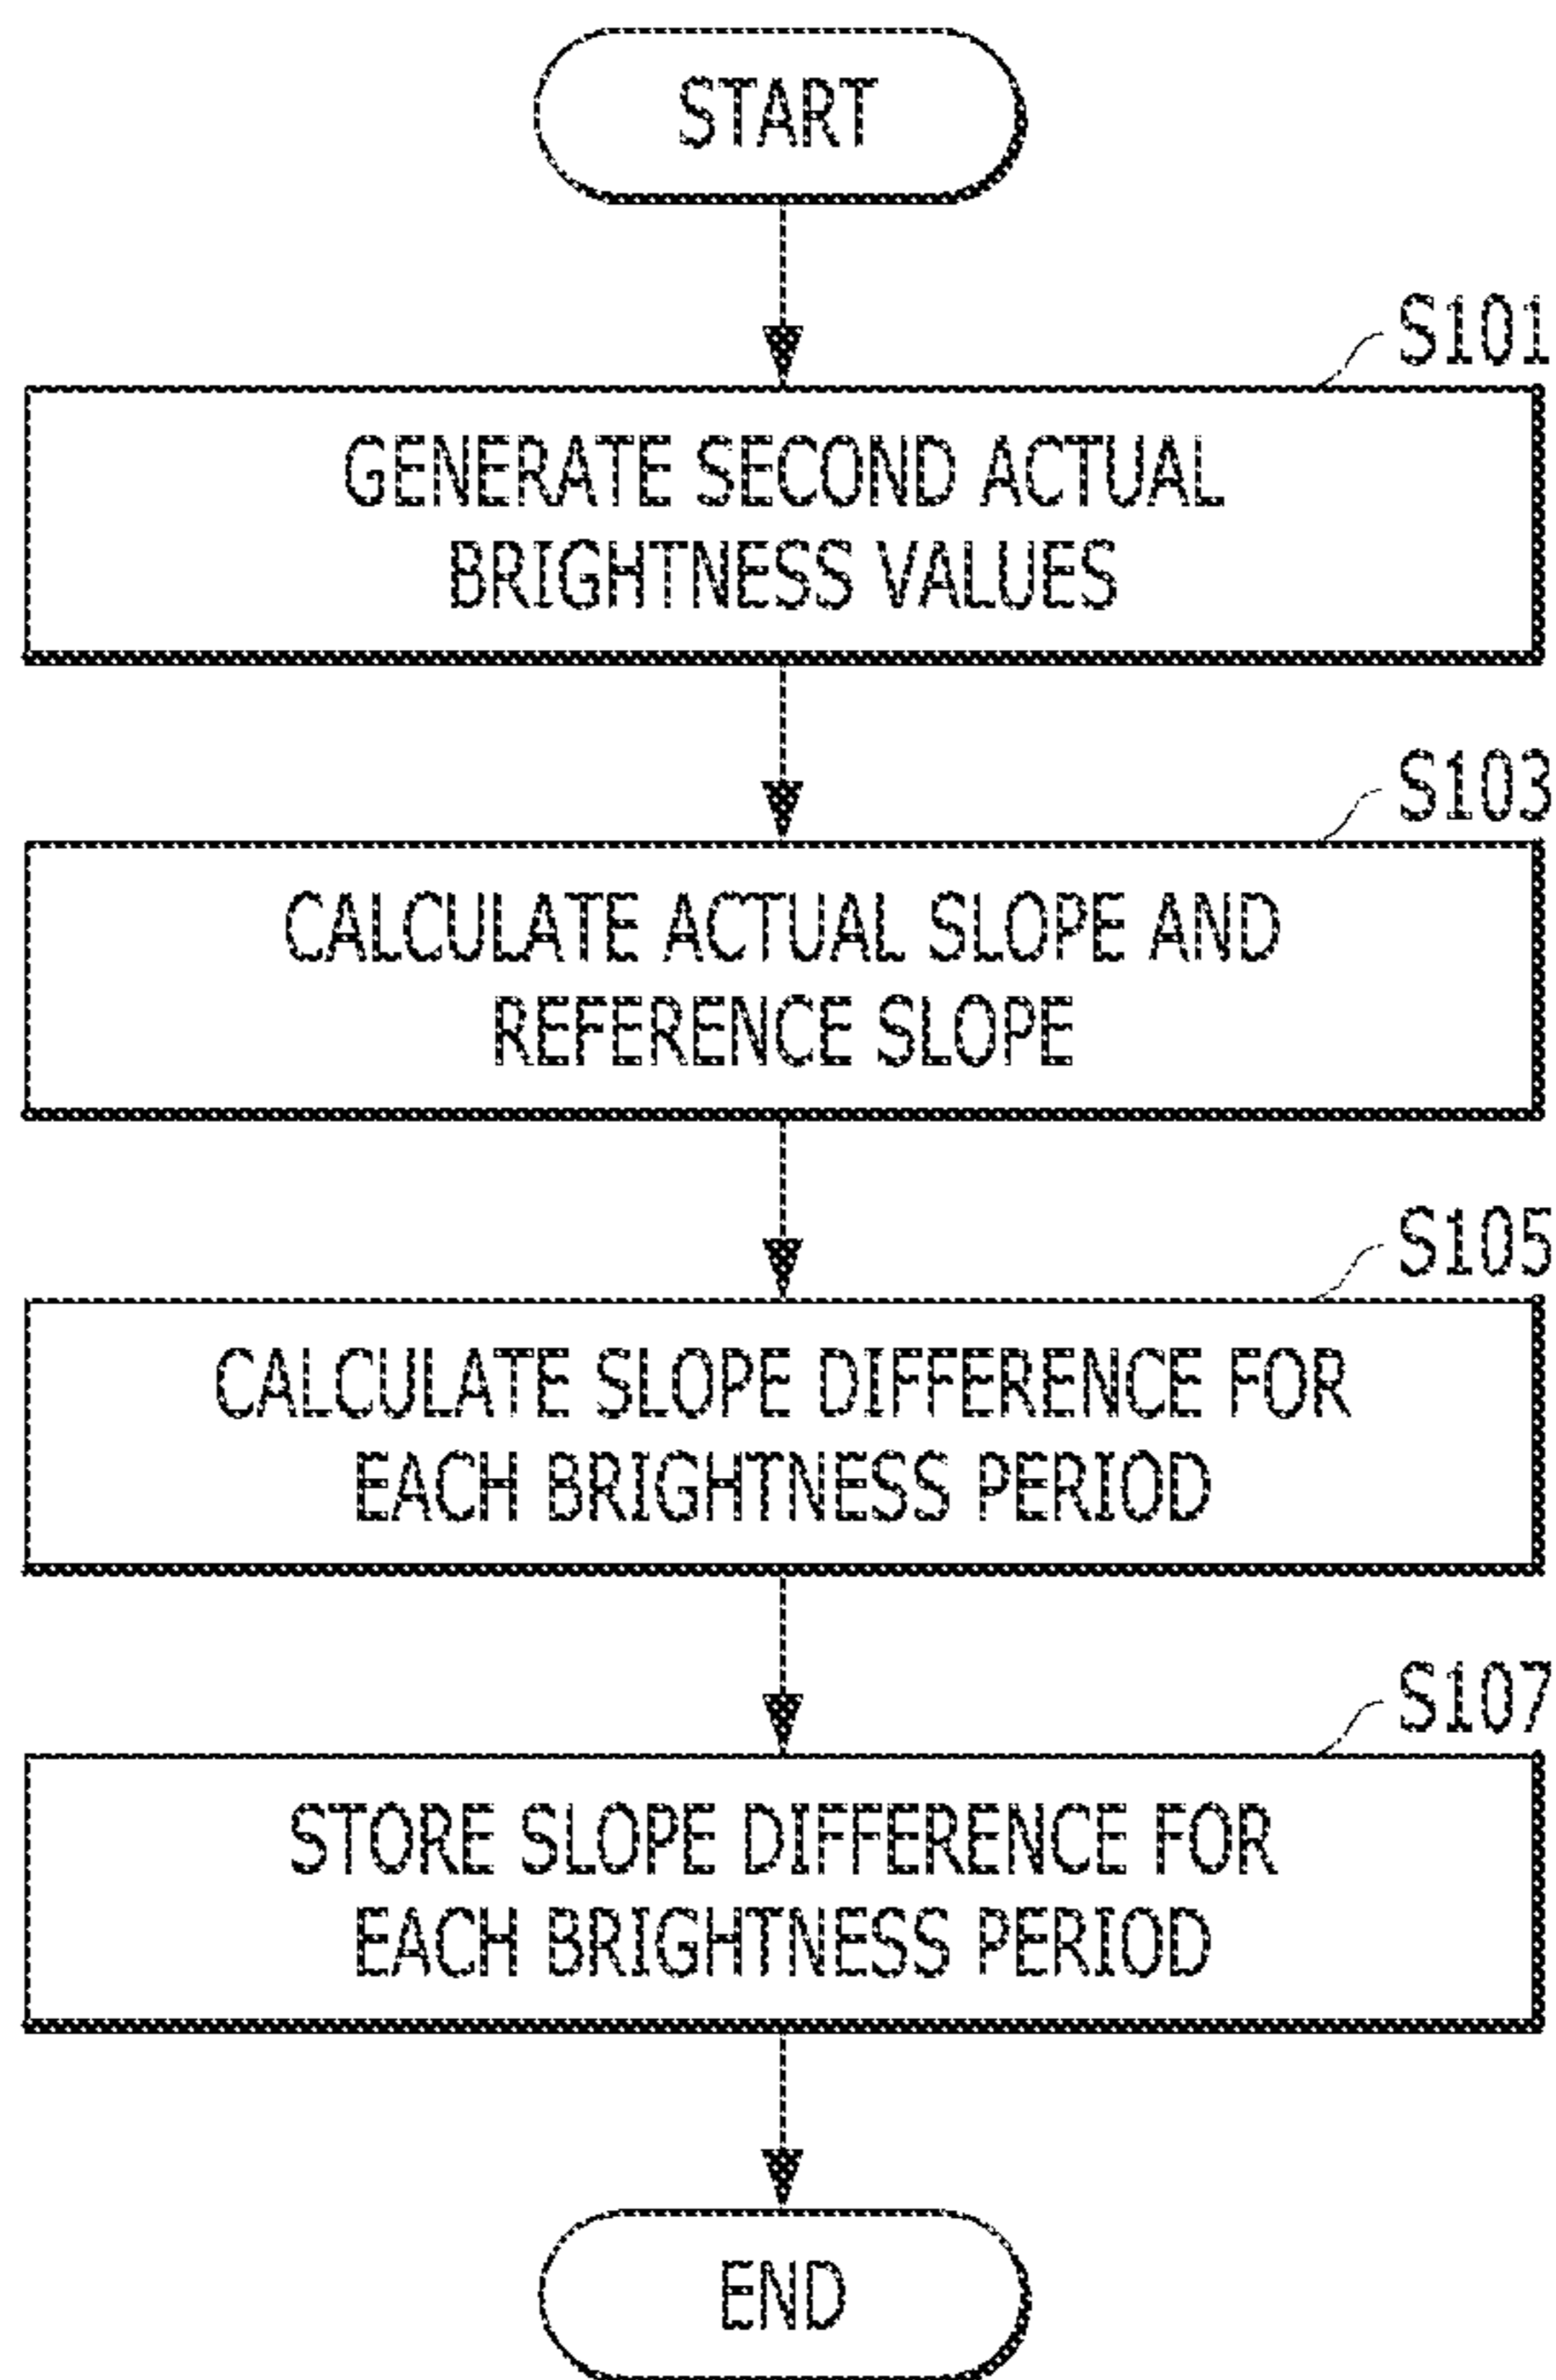 START
S101
GENERATE SECOND ACTUAL
BRIGHTNESS VALUES
S103
CALCULATE ACTUAL SLOPE AND
REFERENCE SLOPE
S105
CALCULATE SLOPE DIFFERENCE FOR
EACH BRIGHTNESS PERIOD
S107
STORE SLOPE DIFFERENCE FOR
EACH BRIGHTNESS PERIOD
END